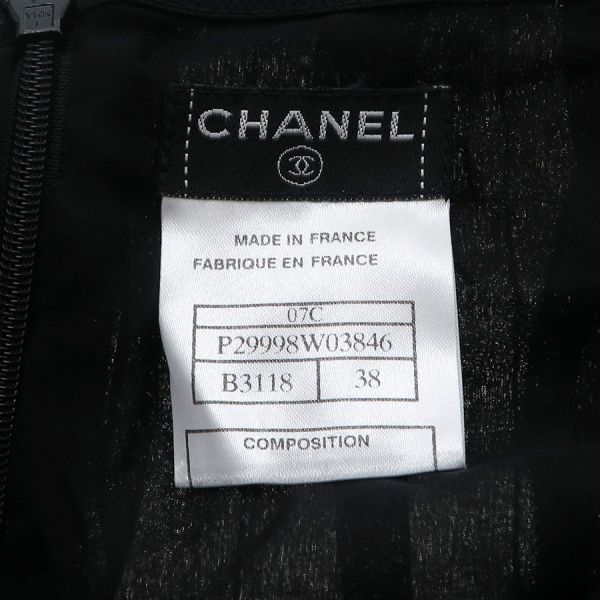 CHANEL
MADE IN FRANCE
FABRIQUE EN FRANCE
07C
P29998W03846
B3118 38
COMPOSITION